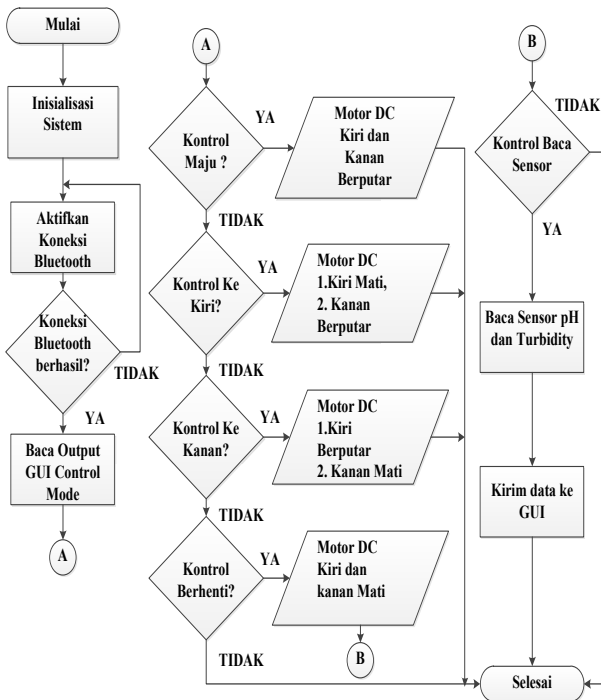 Mulai
Inisialisasi
Sistem
Aktifkan
Koneksi
Bluetooth
Koneksi
Bluetooth
berhasil?
TIDAK
YA
Baca Output
GUI Control
Mode
A
A
Kontrol
Maju ?
YA
Motor DC
Kiri dan
Kanan
Berputar
TIDAK
Kontrol Ke
Kiri?
YA
Motor DC
1.Kiri Mati,
2. Kanan
Berputar
TIDAK
Kontrol Ke
Kanan?
YA
Motor DC
1.Kiri
Berputar
2. Kanan Mati
TIDAK
Kontrol
Berhenti?
YA
Motor DC
Kiri dan
kanan Mati
B
TIDAK
B
TIDAK
Kontrol Baca
Sensor
YA
Baca Sensor pH
dan Turbidity
Kirim data ke
GUI
Selesai